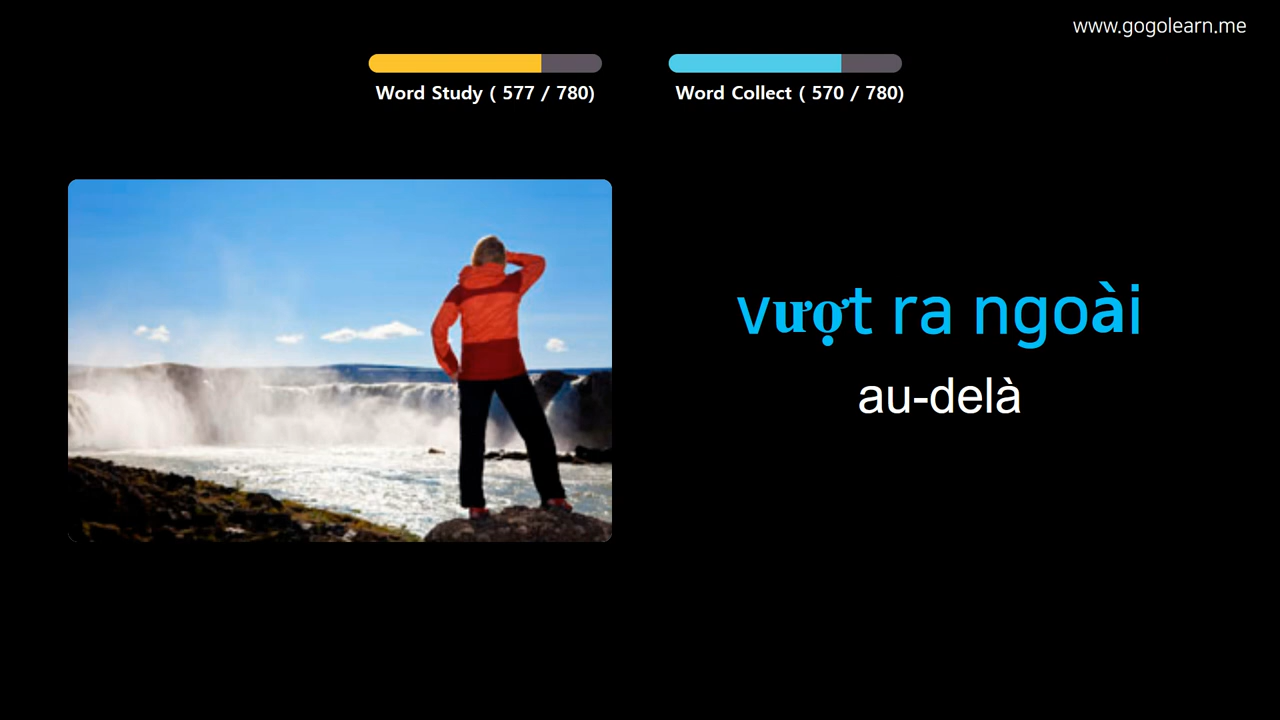 www.gogolearn.me
Word Study ( 577 / 780)
Word Collect ( 570 / 780)
vượt ra ngoài
au-delà